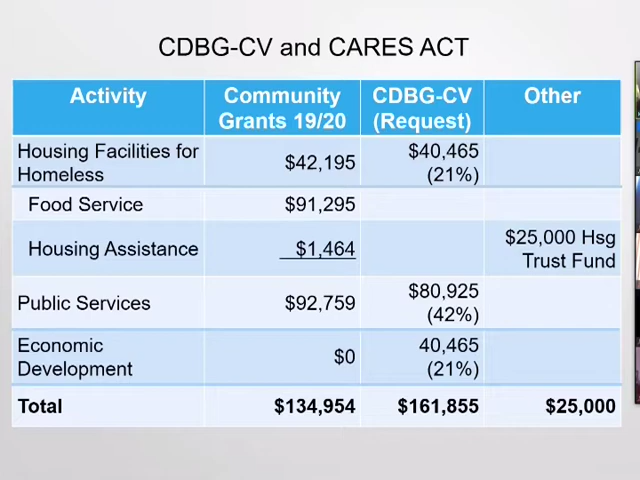 CDBG-CV and CARES ACT
Activity
Community
Grants 19/20
CDBG-CV
(Request)
Other
Housing Facilities for
Homeless
$42,195
$40,465
(21%)
Food Service
$91,295
Housing Assistance
$1,464
$25,000 Hsg
Trust Fund
Public Services
$92,759
$80,925
(42%)
Economic
Development
$0
40,465
(21%)
Total
$134,954
$161,855
$25,000